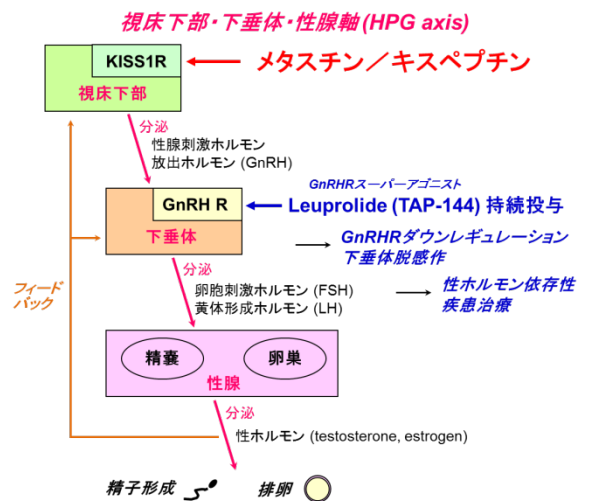 視床下部・下垂体・性腺軸 (HPG axis)
KISS1R
メタスチン／キスペプチン
視床下部
分泌
性腺刺激ホルモン
放出ホルモン (GnRH)
GnRHRスーパーアゴニスト
GnRH R
Leuprolide (TAP-144) 持続投与
下垂体
GnRHRダウンレギュレーション
下垂体脱感作
分泌
卵胞刺激ホルモン (FSH)
黄体形成ホルモン (LH)
性ホルモン依存性
疾患治療
フィード
バック
精嚢
卵巣
性腺
分泌
性ホルモン (testosterone, estrogen)
精子形成
排卵